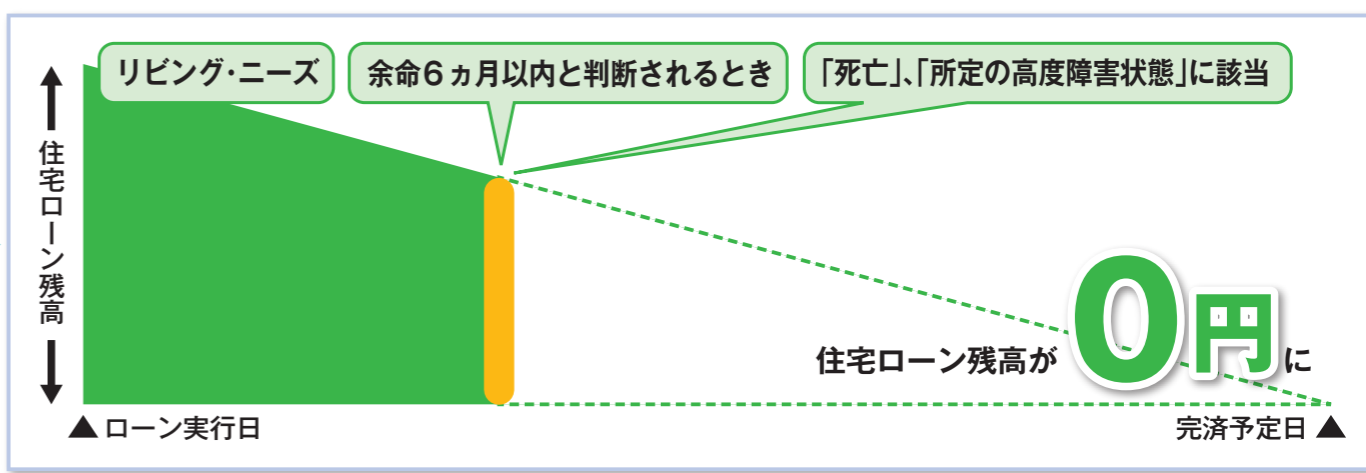 リビング・ニーズ
余命6ヵ月以内と判断されるとき
「死亡」、「所定の高度障害状態」に該当
住宅ローン残高
住宅ローン残高が0円に
▲ローン実行日
完済予定日▲